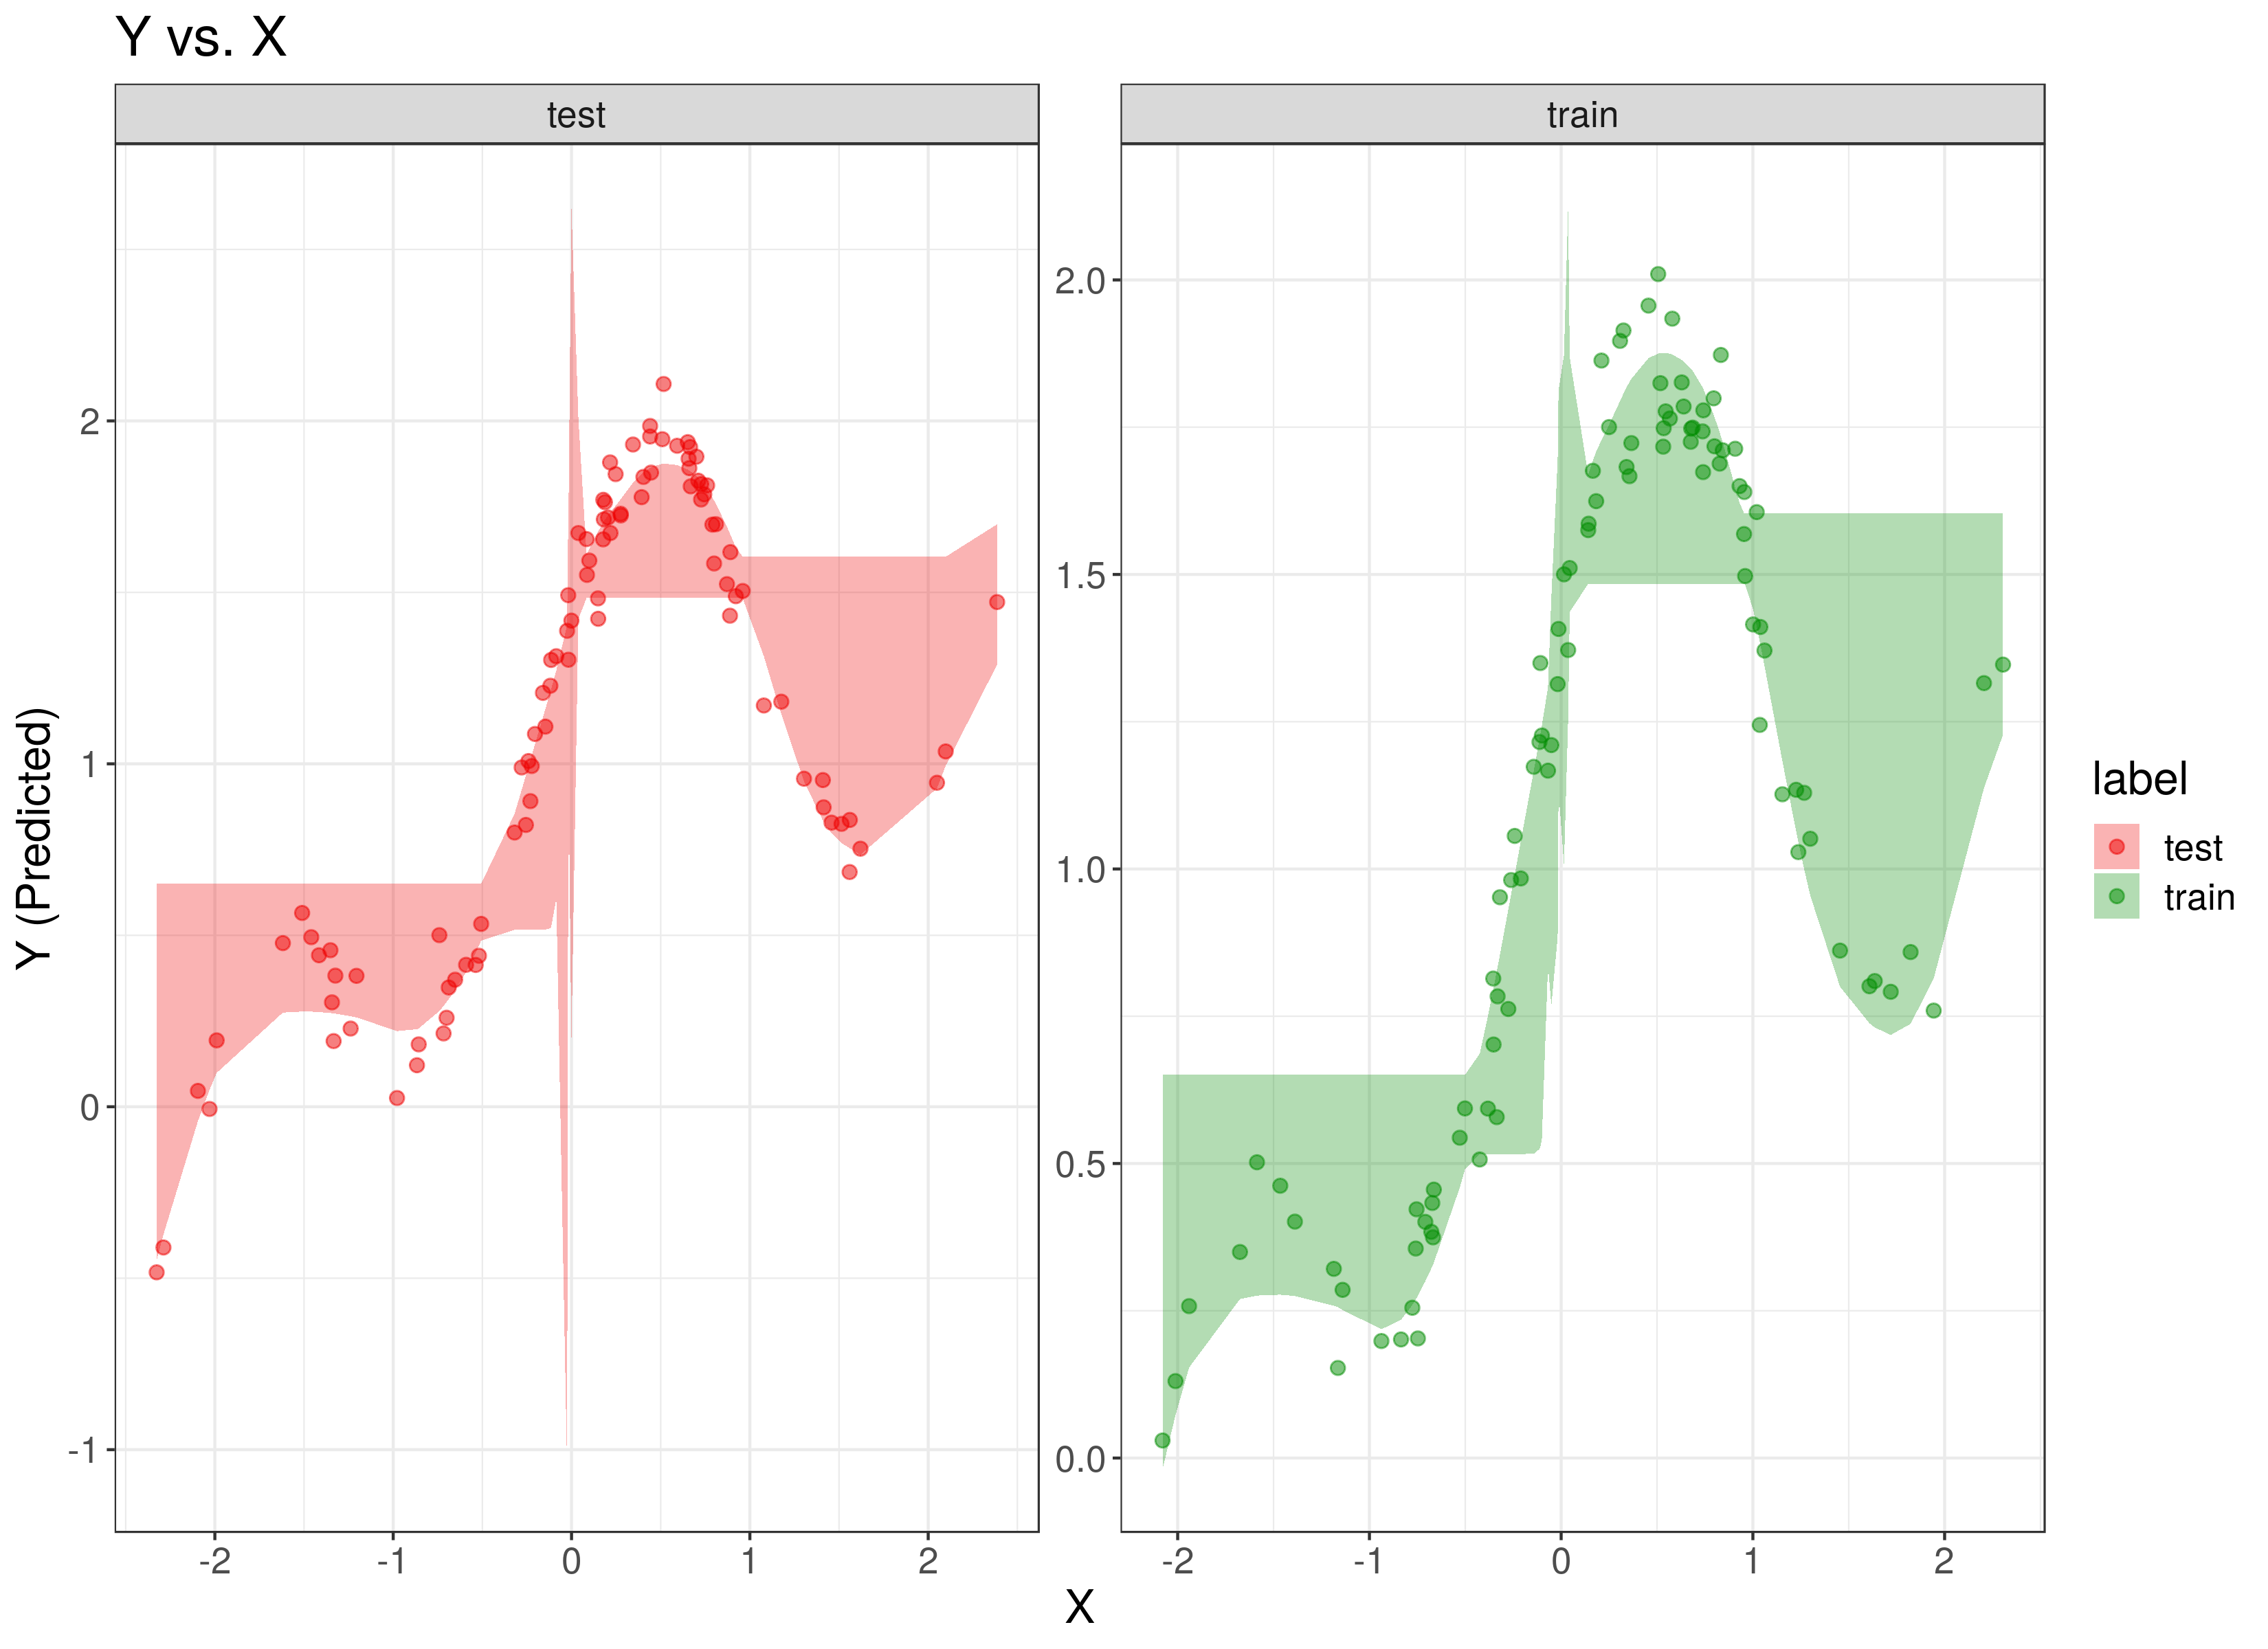 Y vs. X
test
train
Y (Predicted)
2
1
0
-1
2.0
1.5
1.0
0.5
0.0
-2 -1 0 1 2
-2 -1 0 1 2
X
label
test
train